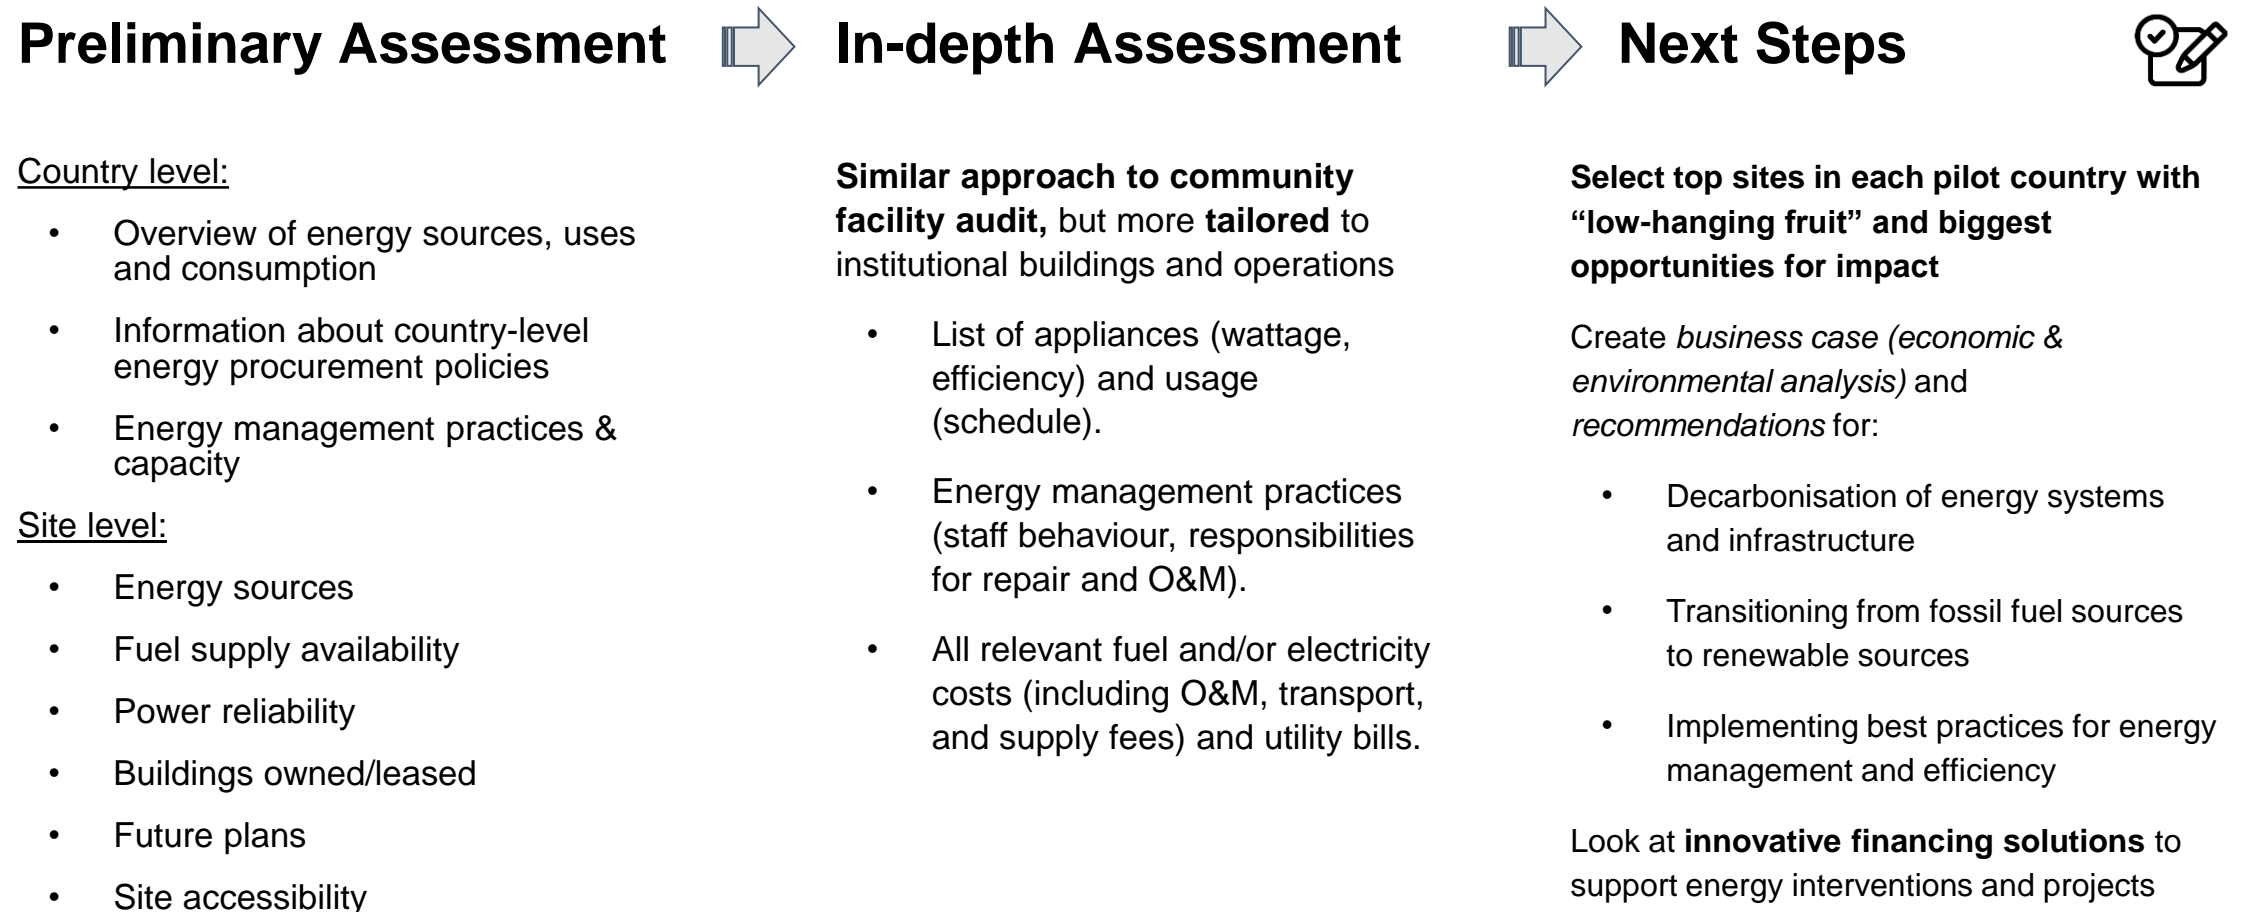 Preliminary Assessment
In-depth Assessment
Next Steps
Country level:
• Overview of energy sources, uses
and consumption
• Information about country-level
energy procurement policies
• Energy management practices &
capacity
Site level:
• Energy sources
• Fuel supply availability
• Power reliability
• Buildings owned/leased
• Future plans
• Site accessibility
Similar approach to community
facility audit, but more tailored to
institutional buildings and operations
• List of appliances (wattage,
efficiency) and usage
(schedule).
• Energy management practices
(staff behaviour, responsibilities
for repair and O&M).
• All relevant fuel and/or electricity
costs (including O&M, transport,
and supply fees) and utility bills.
Select top sites in each pilot country with
“low-hanging fruit” and biggest
opportunities for impact
Create business case (economic &
environmental analysis) and
recommendations for:
• Decarbonisation of energy systems
and infrastructure
• Transitioning from fossil fuel sources
to renewable sources
• Implementing best practices for energy
management and efficiency
Look at innovative financing solutions to
support energy interventions and projects